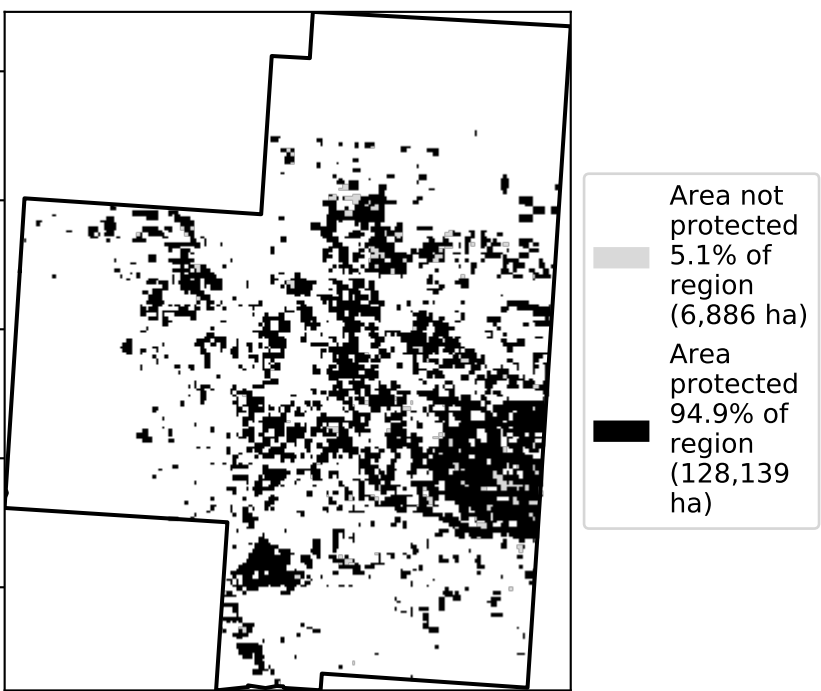 Area not
protected
5.1% of
region
(6,886 ha)
Area
protected
94.9% of
region
(128,139
ha)